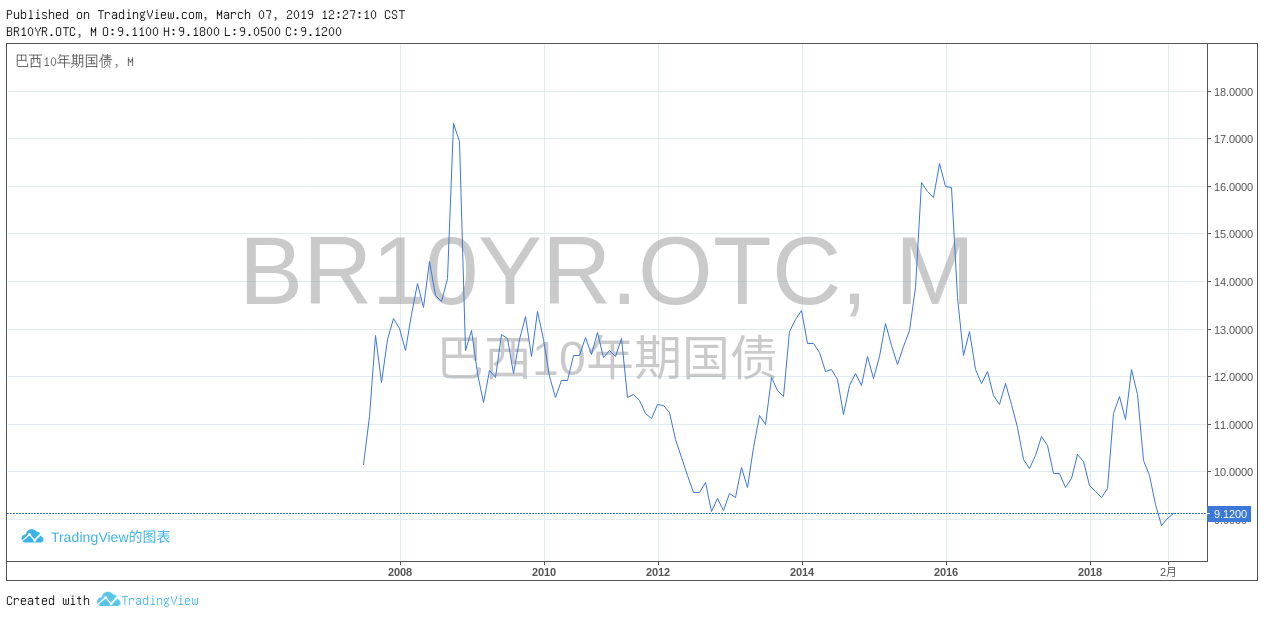 Published on TradingView.com, March 07, 2019 12:27:10 CST
BR10YR.OTC, M O:9.1100 H:9.1800 L:9.0500 C:9.1200
巴西10年期国债, M
BR10YR.OTC, M
巴西10年期国债
18.0000
17.0000
16.0000
15.0000
14.0000
13.0000
12.0000
11.0000
10.0000
9.1200
9.0000
TradingView的图表
2008 2010 2012 2014 2016 2018 2月
Created with TradingView